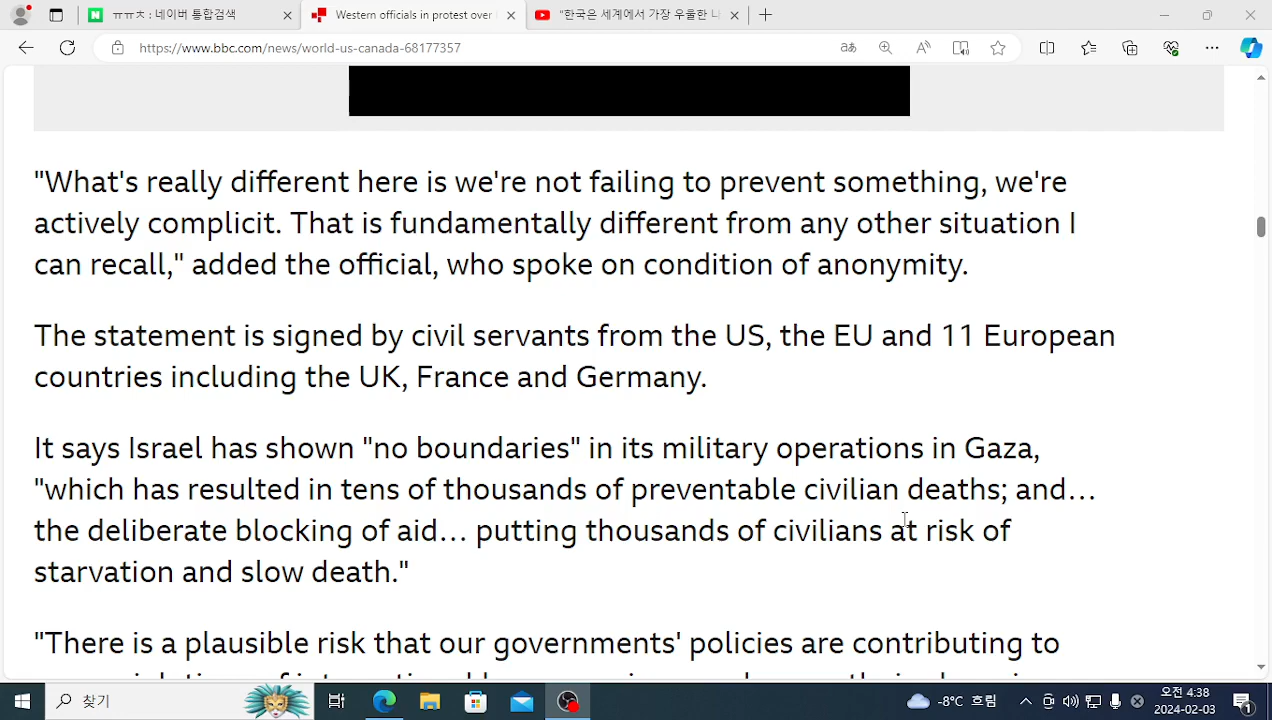 ㅠㅠㅊ : 네이버 통합검색
Western officials in protest over
"한국은 세계에서 가장 우울한 나
https://www.bbc.com/news/world-us-canada-68177357
"What's really different here is we're not failing to prevent something, we're
actively complicit. That is fundamentally different from any other situation I
can recall," added the official, who spoke on condition of anonymity.
The statement is signed by civil servants from the US, the EU and 11 European
countries including the UK, France and Germany.
It says Israel has shown "no boundaries" in its military operations in Gaza,
"which has resulted in tens of thousands of preventable civilian deaths; and…
the deliberate blocking of aid… putting thousands of civilians at risk of
starvation and slow death."
"There is a plausible risk that our governments' policies are contributing to
찾기
-8°C 흐림
오전 4:38
2024-02-03
1